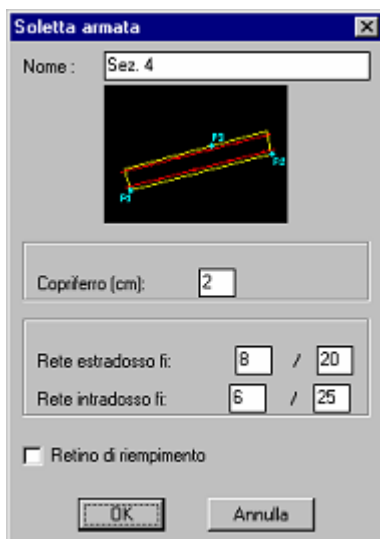 Soletta armata
Nome : Sez. 4
P3
P1 P2
Copriferro (cm): 2
Rete estradosso fi: 8 / 20
Rete intradosso fi: 6 / 25
Retino di riempimento
OK Annulla